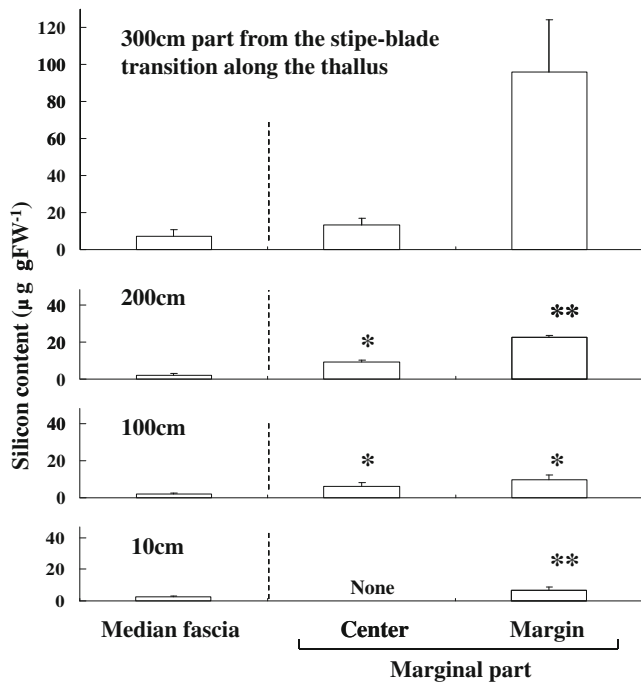 300cm part from the stipe-blade
transition along the thallus
120
100
80
60
40
20
0
200cm
40
20
0
*
**
100cm
40
20
0
*
*
10cm
40
20
0
None
**
Silicon content (μg gFW-1)
Median fascia Center Margin
Marginal part